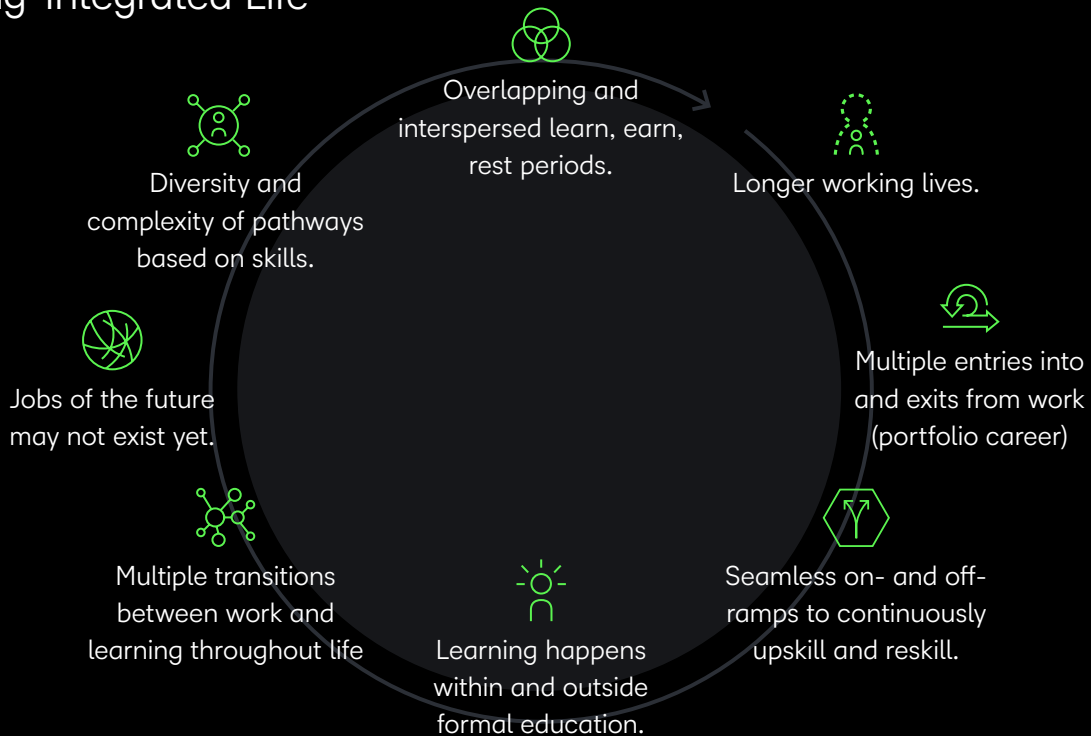 Integrated Life
Overlapping and
interspersed learn, earn,
rest periods.
Longer working lives.
Multiple entries into
and exits from work
(portfolio career)
Seamless on- and off-
ramps to continuously
upskill and reskill.
Learning happens
within and outside
formal education.
Multiple transitions
between work and
learning throughout life
Jobs of the future
may not exist yet.
Diversity and
complexity of pathways
based on skills.